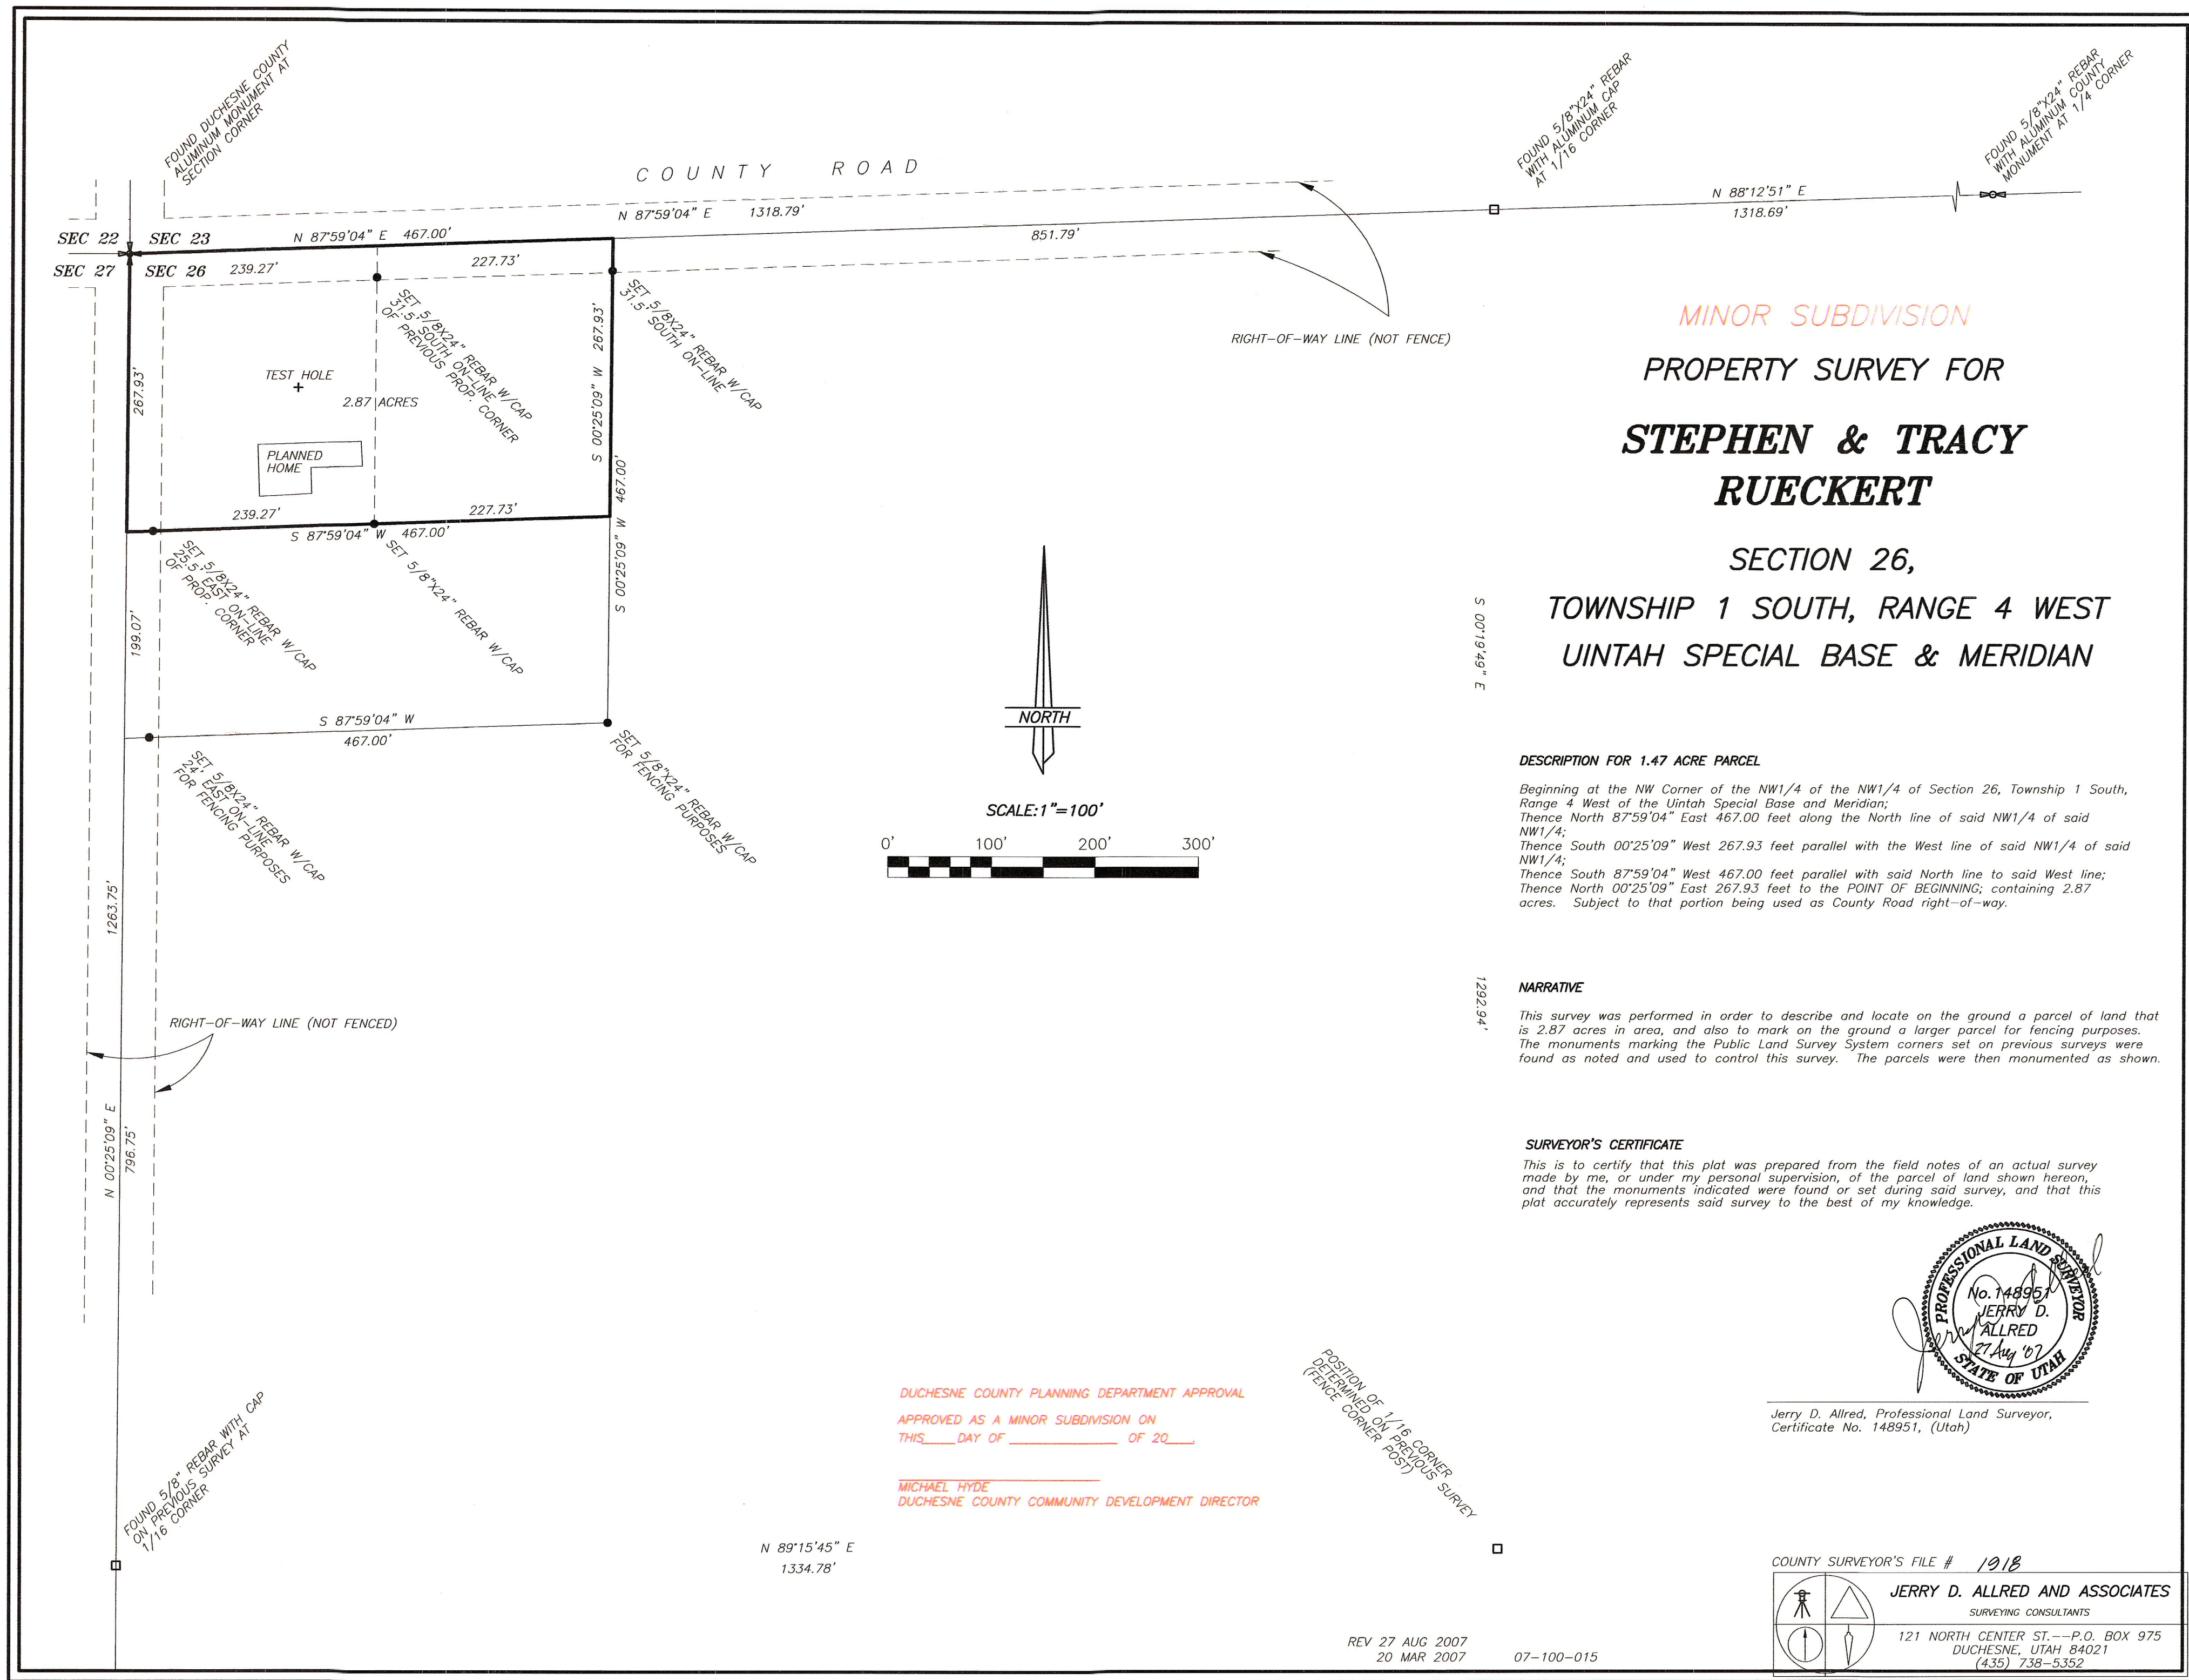 FOUND DUCHESNE COUNTY
ALUMINUM MONUMENT AT
SECTION CORNER
COUNTY ROAD
FOUND 5/8"X24" REBAR
WITH ALUMINUM CAP
AT 1/16 CORNER
FOUND 5/8"X24" REBAR
WITH ALUMINUM COUNTY
MONUMENT AT 1/4 CORNER
N 87°59'04" E 1318.79'
N 88°12'51" E
1318.69'
SEC 22 SEC 23
N 87°59'04" E 467.00'
851.79'
SEC 27 SEC 26
239.27'
227.73'
SET 5/8X24" REBAR W/CAP
31.5' SOUTH ON-LINE
OF PREVIOUS PROP. CORNER
SET 5/8X24" REBAR W/CAP
31.5' SOUTH ON-LINE
RIGHT-OF-WAY LINE (NOT FENCE)
267.93'
TEST HOLE
2.87 ACRES
PLANNED
HOME
S 00°25'09" W 267.93'
S 00°25'09" W 467.00'
239.27'
227.73'
S 87°59'04" W 467.00'
SET 5/8X24" REBAR W/CAP
25.5' EAST ON-LINE
OF PROP. CORNER
SET 5/8"X24" REBAR W/CAP
199.07'
S 87°59'04" W
467.00'
SET 5/8X24" REBAR W/CAP
24' EAST ON-LINE
FOR FENCING PURPOSES
SET 5/8"X24" REBAR W/CAP
FOR FENCING PURPOSES
NORTH
SCALE:1"=100'
0' 100' 200' 300'
S 00°19'49" E
1292.94'
1263.75'
RIGHT-OF-WAY LINE (NOT FENCED)
N 00°25'09" E
796.75'
FOUND 5/8" REBAR WITH CAP
ON PREVIOUS SURVEY AT
1/16 CORNER
POSITION OF 1/16 CORNER
DETERMINED ON PREVIOUS SURVEY
(FENCE CORNER POST)
N 89°15'45" E
1334.78'
DUCHESNE COUNTY PLANNING DEPARTMENT APPROVAL
APPROVED AS A MINOR SUBDIVISION ON
THIS____ DAY OF ______________ OF 20___.
MICHAEL HYDE
DUCHESNE COUNTY COMMUNITY DEVELOPMENT DIRECTOR
MINOR SUBDIVISION
PROPERTY SURVEY FOR
STEPHEN & TRACY
RUECKERT
SECTION 26,
TOWNSHIP 1 SOUTH, RANGE 4 WEST
UINTAH SPECIAL BASE & MERIDIAN
DESCRIPTION FOR 1.47 ACRE PARCEL
Beginning at the NW Corner of the NW1/4 of the NW1/4 of Section 26, Township 1 South,
Range 4 West of the Uintah Special Base and Meridian;
Thence North 87°59'04" East 467.00 feet along the North line of said NW1/4 of said
NW1/4;
Thence South 00°25'09" West 267.93 feet parallel with the West line of said NW1/4 of said
NW1/4;
Thence South 87°59'04" West 467.00 feet parallel with said North line to said West line;
Thence North 00°25'09" East 267.93 feet to the POINT OF BEGINNING; containing 2.87
acres. Subject to that portion being used as County Road right-of-way.
NARRATIVE
This survey was performed in order to describe and locate on the ground a parcel of land that
is 2.87 acres in area, and also to mark on the ground a larger parcel for fencing purposes.
The monuments marking the Public Land Survey System corners set on previous surveys were
found as noted and used to control this survey. The parcels were then monumented as shown.
SURVEYOR'S CERTIFICATE
This is to certify that this plat was prepared from the field notes of an actual survey
made by me, or under my personal supervision, of the parcel of land shown hereon,
and that the monuments indicated were found or set during said survey, and that this
plat accurately represents said survey to the best of my knowledge.
PROFESSIONAL LAND SURVEYOR
No. 148951
JERRY D.
ALLRED
27 Aug '07
STATE OF UTAH
Jerry D. Allred
Jerry D. Allred, Professional Land Surveyor,
Certificate No. 148951, (Utah)
COUNTY SURVEYOR'S FILE # 1918
JERRY D. ALLRED AND ASSOCIATES
SURVEYING CONSULTANTS
121 NORTH CENTER ST.--P.O. BOX 975
DUCHESNE, UTAH 84021
(435) 738-5352
REV 27 AUG 2007
20 MAR 2007 07-100-015